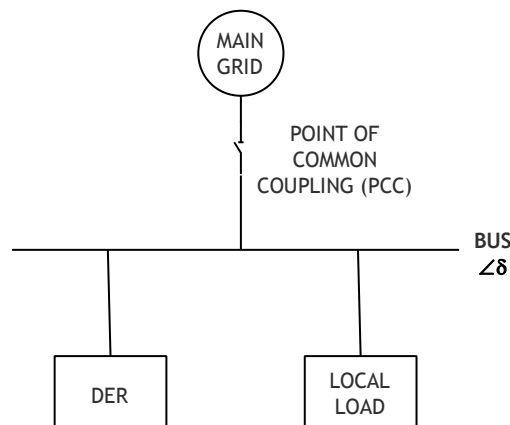 MAIN
GRID
POINT OF
COMMON
COUPLING (PCC)
BUS
∠δ
DER
LOCAL
LOAD